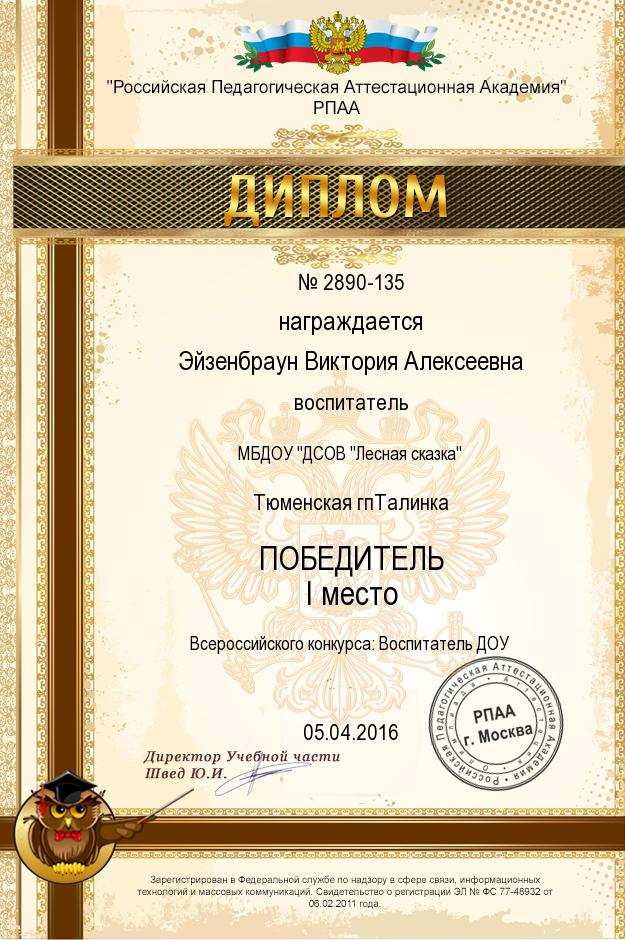 "Российская Педагогическая Аттестационная Академия"
РПАА
ДИПЛОМ
№ 2890-135
награждается
Эйзенбраун Виктория Алексеевна
воспитатель
МБДОУ "ДСОВ "Лесная сказка"
Тюменская гпТалинка
ПОБЕДИТЕЛЬ
I место
Всероссийского конкурса: Воспитатель ДОУ
05.04.2016
Директор Учебной части
Швед Ю.И.
Российская Педагогическая Аттестационная Академия
РПАА
г. Москва
Зарегистрирован в Федеральной службе по надзору в сфере связи, информационных
технологий и массовых коммуникаций. Свидетельство о регистрации ЭЛ № ФС 77-48932 от
06.02.2011 года.